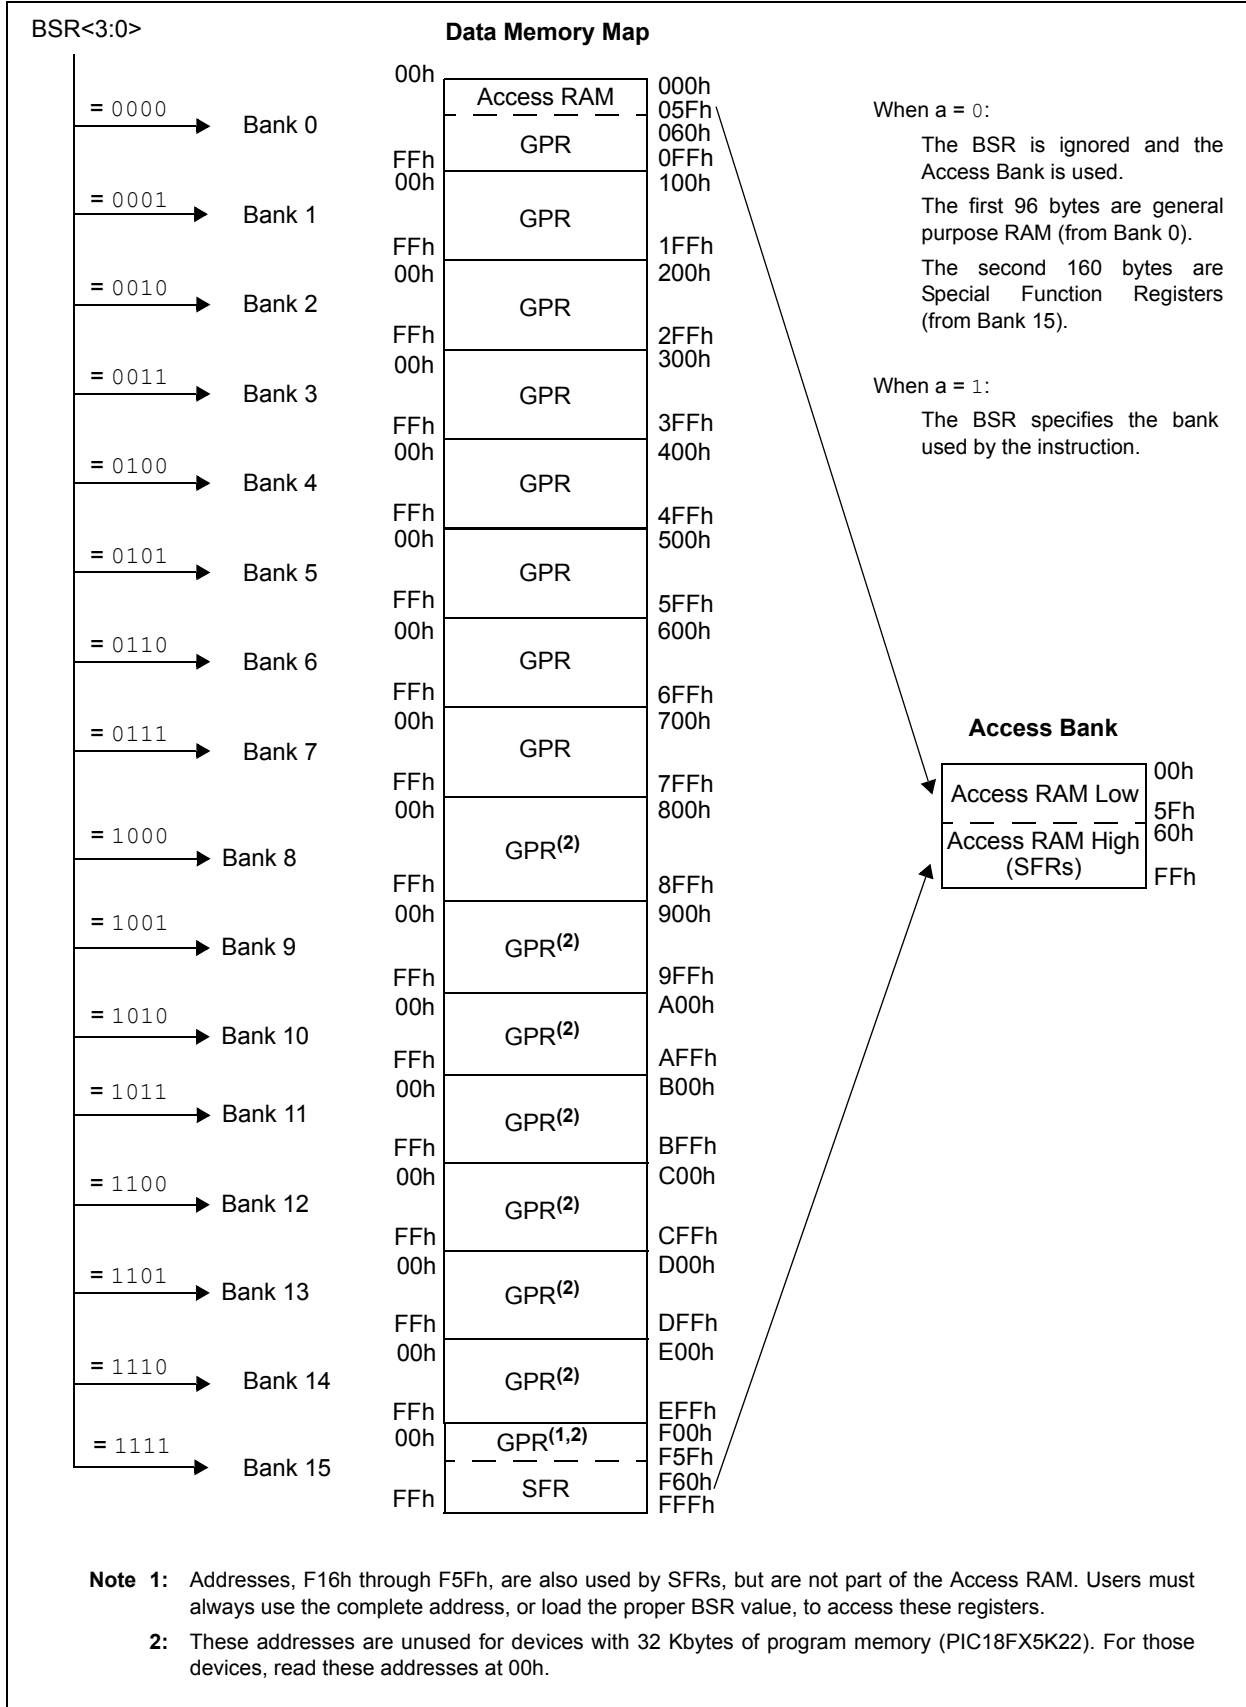 BSR<3:0>
Data Memory Map
00h
Access RAM
000h
05Fh
= 0000
Bank 0
060h
GPR
FFh
0FFh
00h
100h
= 0001
Bank 1
GPR
FFh
1FFh
00h
200h
= 0010
Bank 2
GPR
FFh
2FFh
00h
300h
= 0011
Bank 3
GPR
FFh
3FFh
00h
400h
= 0100
Bank 4
GPR
FFh
4FFh
00h
500h
= 0101
Bank 5
GPR
FFh
5FFh
00h
600h
= 0110
Bank 6
GPR
FFh
6FFh
00h
700h
= 0111
Bank 7
GPR
FFh
7FFh
00h
800h
= 1000
Bank 8
GPR(2)
FFh
8FFh
00h
900h
= 1001
Bank 9
GPR(2)
FFh
9FFh
00h
A00h
= 1010
Bank 10
GPR(2)
FFh
AFFh
00h
B00h
= 1011
Bank 11
GPR(2)
FFh
BFFh
00h
C00h
= 1100
Bank 12
GPR(2)
FFh
CFFh
00h
D00h
= 1101
Bank 13
GPR(2)
FFh
DFFh
00h
E00h
= 1110
Bank 14
GPR(2)
FFh
EFFh
00h
F00h
GPR(1,2)
F5Fh
= 1111
Bank 15
F60h
SFR
FFh
FFFh
When a = 0:
The BSR is ignored and the
Access Bank is used.
The first 96 bytes are general
purpose RAM (from Bank 0).
The second 160 bytes are
Special Function Registers
(from Bank 15).
When a = 1:
The BSR specifies the bank
used by the instruction.
Access Bank
00h
Access RAM Low
5Fh
60h
Access RAM High
(SFRs)
FFh
Note 1: Addresses, F16h through F5Fh, are also used by SFRs, but are not part of the Access RAM. Users must
always use the complete address, or load the proper BSR value, to access these registers.
2: These addresses are unused for devices with 32 Kbytes of program memory (PIC18FX5K22). For those
devices, read these addresses at 00h.